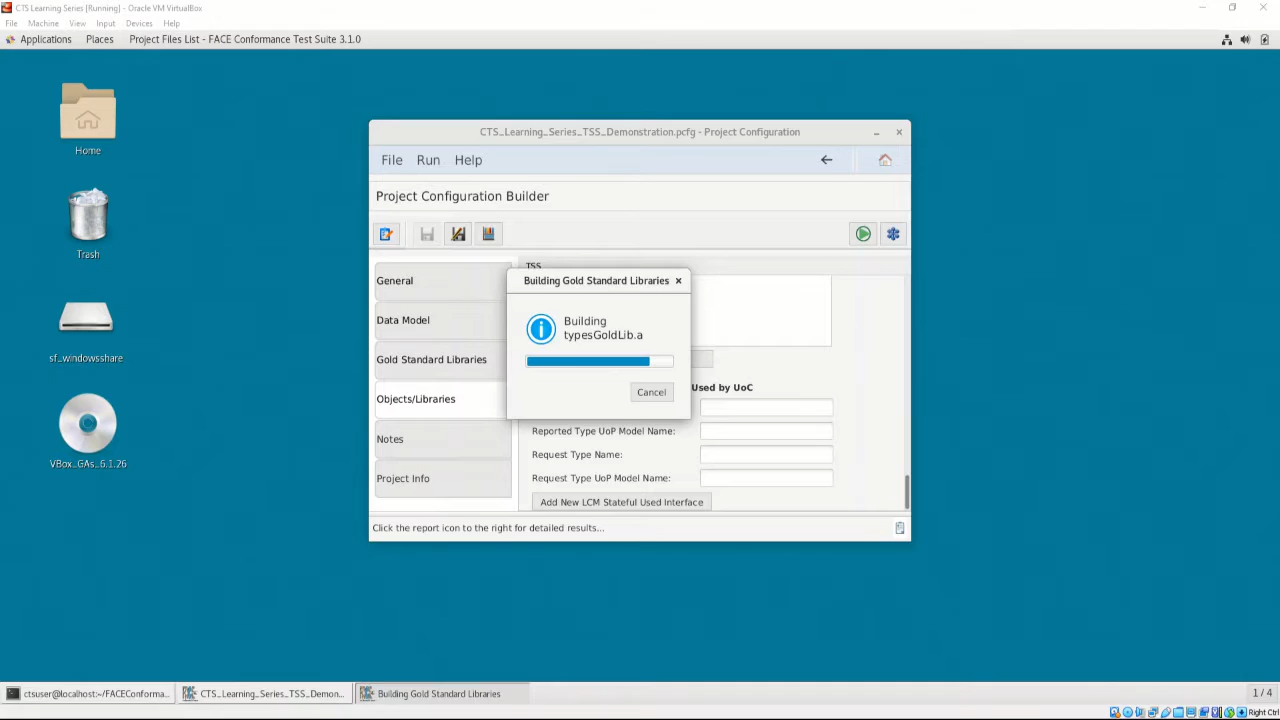 CTS Learning Series [Running] - Oracle VM VirtualBox
File Machine View Input Devices Help
Applications Places Project Files List - FACE Conformance Test Suite 3.1.0
Home
Trash
sf_windowsshare
VBox_GAs_6.1.26
CTS_Learning_Series_TSS_Demonstration.pcfg - Project Configuration
File Run Help
Project Configuration Builder
General
Data Model
Gold Standard Libraries
Objects/Libraries
Notes
Project Info
TSS
Building Gold Standard Libraries
Building
typesGoldLib.a
Cancel
Used by UoC
Reported Type UoP Model Name:
Request Type Name:
Request Type UoP Model Name:
Add New LCM Stateful Used Interface
Click the report icon to the right for detailed results...
ctsuser@localhost:~/FACEConforma... CTS_Learning_Series_TSS_Demon... Building Gold Standard Libraries 1 / 4
Right Ctrl